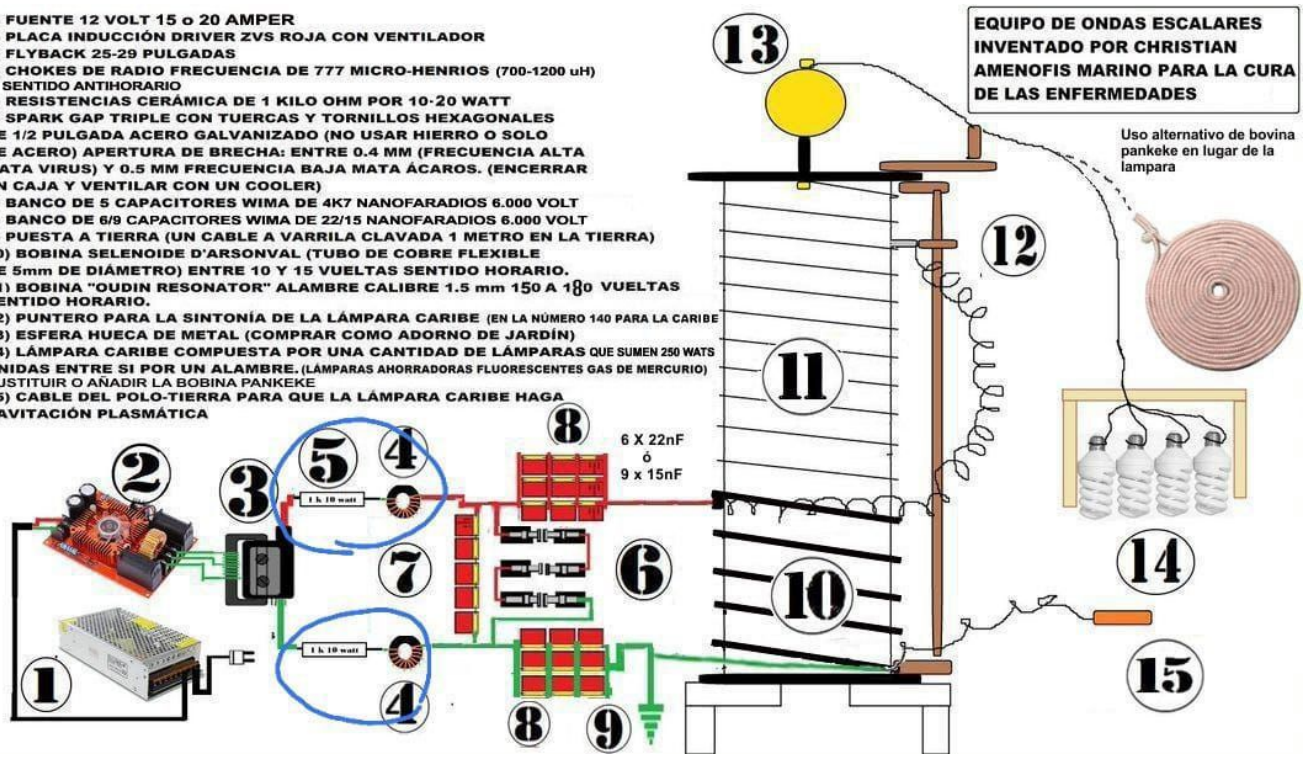 FUENTE 12 VOLT 15 o 20 AMPER
PLACA INDUCCIÓN DRIVER ZVS ROJA CON VENTILADOR
FLYBACK 25-29 PULGADAS
CHOKES DE RADIO FRECUENCIA DE 777 MICRO-HENRIOS (700-1200 uH)
SENTIDO ANTIHORARIO
RESISTENCIAS CERÁMICA DE 1 KILO OHM POR 10-20 WATT
SPARK GAP TRIPLE CON TUERCAS Y TORNILLOS HEXAGONALES
E 1/2 PULGADA ACERO GALVANIZADO (NO USAR HIERRO O SOLO
E ACERO) APERTURA DE BRECHA: ENTRE 0.4 MM (FRECUENCIA ALTA
ATA VIRUS) Y 0.5 MM FRECUENCIA BAJA MATA ÁCAROS. (ENCERRAR
N CAJA Y VENTILAR CON UN COOLER)
BANCO DE 5 CAPACITORES WIMA DE 4K7 NANOFARADIOS 6.000 VOLT
BANCO DE 6/9 CAPACITORES WIMA DE 22/15 NANOFARADIOS 6.000 VOLT
PUESTA A TIERRA (UN CABLE A VARRILA CLAVADA 1 METRO EN LA TIERRA)
0) BOBINA SELENOIDE D'ARSONVAL (TUBO DE COBRE FLEXIBLE
E 5mm DE DIÁMETRO) ENTRE 10 Y 15 VUELTAS SENTIDO HORARIO.
1) BOBINA "OUDIN RESONATOR" ALAMBRE CALIBRE 1.5 mm 150 A 180 VUELTAS
ENTIDO HORARIO.
2) PUNTERO PARA LA SINTONÍA DE LA LÁMPARA CARIBE (EN LA NÚMERO 140 PARA LA CARIBE
3) ESFERA HUECA DE METAL (COMPRAR COMO ADORNO DE JARDÍN)
4) LÁMPARA CARIBE COMPUESTA POR UNA CANTIDAD DE LÁMPARAS QUE SUMEN 250 WATS
NIDAS ENTRE SI POR UN ALAMBRE. (LÁMPARAS AHORRADORAS FLUORESCENTES GAS DE MERCURIO)
USTITUIR O AÑADIR LA BOBINA PANKEKE
5) CABLE DEL POLO-TIERRA PARA QUE LA LÁMPARA CARIBE HAGA
AVITACIÓN PLASMÁTICA
EQUIPO DE ONDAS ESCALARES
INVENTADO POR CHRISTIAN
AMENOFIS MARINO PARA LA CURA
DE LAS ENFERMEDADES
Uso alternativo de bovina
pankeke en lugar de la
lampara
13
12
11
10
14
15
8
6 X 22nF
ó
9 x 15nF
5
4
2
3
1 k 10 watt
7
6
1 k 10 watt
1
4
8
9